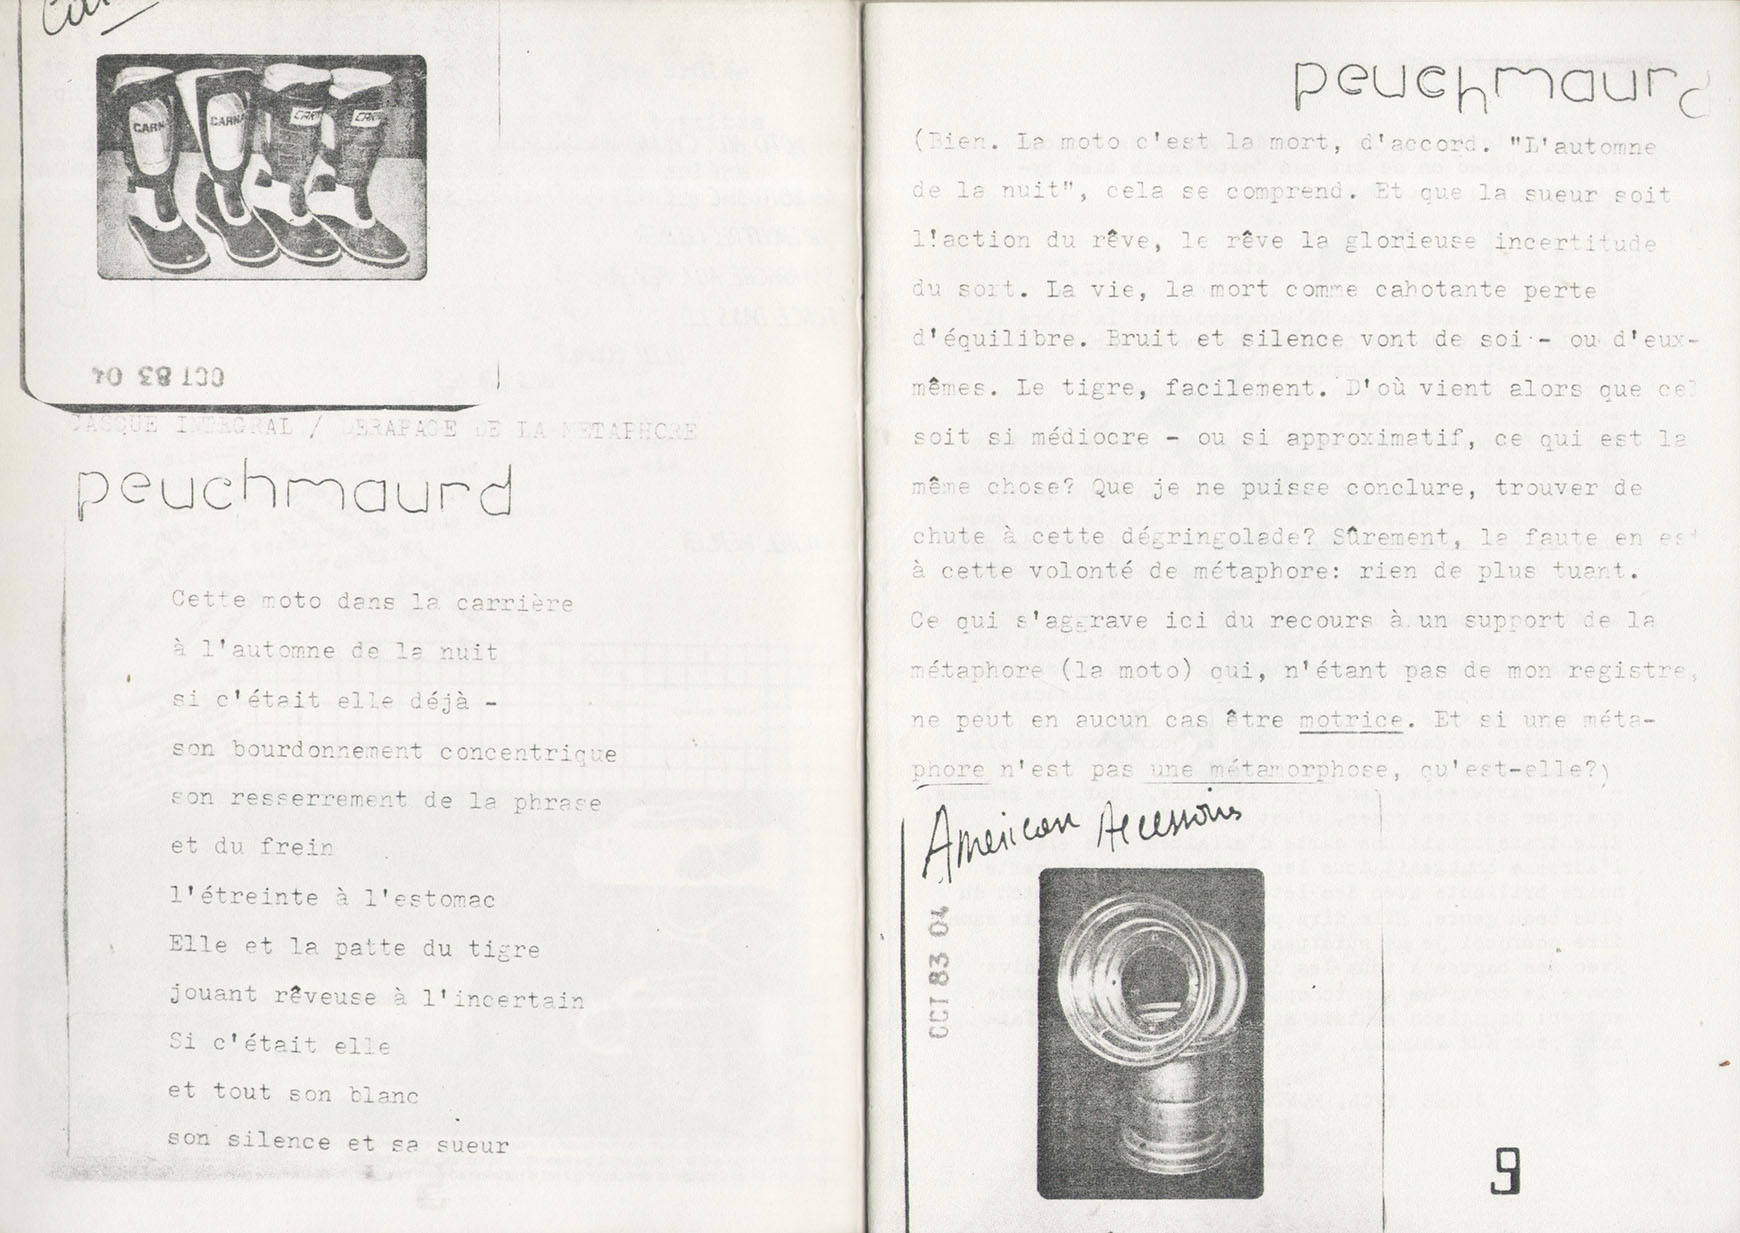 CARNA
CARNA
OCT 83 04
CASQUE INTEGRAL / DERAPAGE DE LA METAPHORE
peuchmaurd
Cette moto dans la carrière
à l'automne de la nuit
si c'était elle déjà -
son bourdonnement concentrique
son resserrement de la phrase
et du frein
l'étreinte à l'estomac
Elle et la patte du tigre
jouant rêveuse à l'incertain
Si c'était elle
et tout son blanc
son silence et sa sueur
peuchmaurd
(Bien. La moto c'est la mort, d'accord. "L'automne
de la nuit", cela se comprend. Et que la sueur soit
l'action du rêve, le rêve la glorieuse incertitude
du sort. La vie, la mort comme cahotante perte
d'équilibre. Bruit et silence vont de soi - ou d'eux-
mêmes. Le tigre, facilement. D'où vient alors que
soit si médiocre - ou si approximatif, ce qui est la
même chose? Que je ne puisse conclure, trouver de
chute à cette dégringolade? Sûrement, la faute en est
à cette volonté de métaphore: rien de plus tuant.
Ce qui s'aggrave ici du recours à un support de la
métaphore (la moto) qui, n'étant pas de mon registre,
ne peut en aucun cas être motrice. Et si une méta-
phore n'est pas une métamorphose, qu'est-elle?)
American Accessoires
OCT 83 04
9